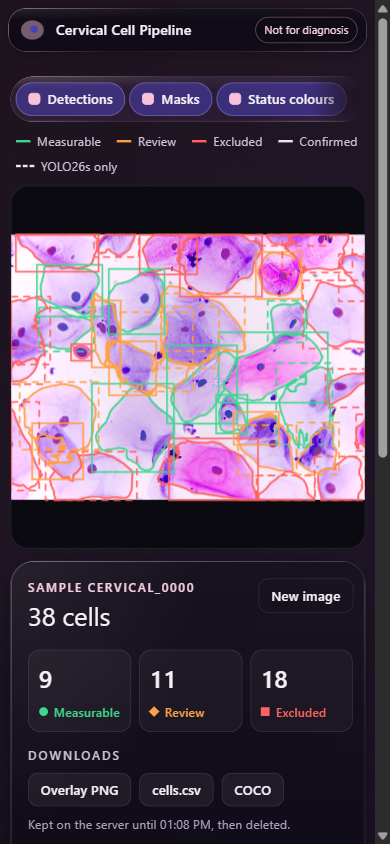 Cervical Cell Pipeline
Not for diagnosis
Detections
Masks
Status colours
Measurable
Review
Excluded
Confirmed
YOLO26s only
SAMPLE CERVICAL_0000
38 cells
New image
9
11
18
Measurable
Review
Excluded
DOWNLOADS
Overlay PNG
cells.csv
COCO
Kept on the server until 01:08 PM, then deleted.